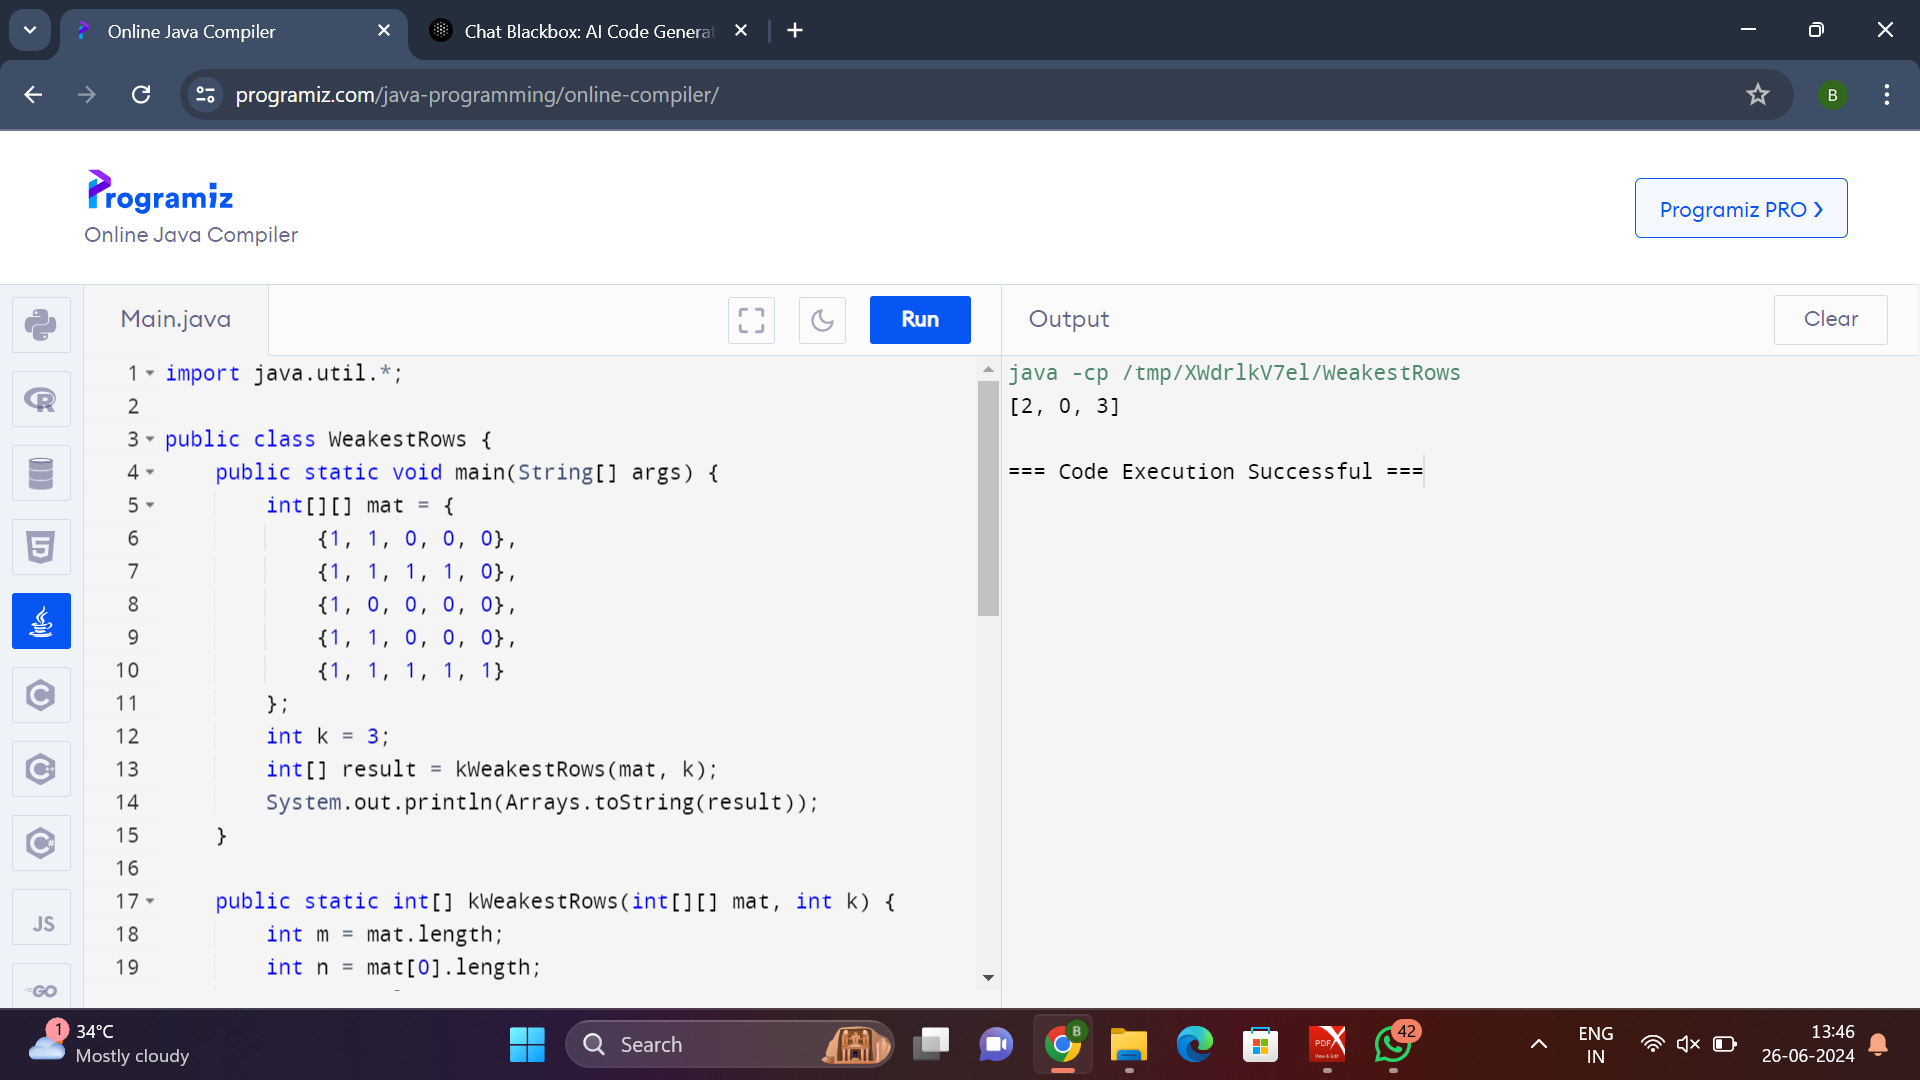 Online Java Compiler
Chat Blackbox: AI Code Generat
programiz.com/java-programming/online-compiler/
B
Programiz
Online Java Compiler
Programiz PRO ❯
Main.java
Run
Output
Clear
1 import java.util.*;
2
3 public class WeakestRows {
4 public static void main(String[] args) {
5 int[][] mat = {
6 {1, 1, 0, 0, 0},
7 {1, 1, 1, 1, 0},
8 {1, 0, 0, 0, 0},
9 {1, 1, 0, 0, 0},
10 {1, 1, 1, 1, 1}
11 };
12 int k = 3;
13 int[] result = kWeakestRows(mat, k);
14 System.out.println(Arrays.toString(result));
15 }
16
17 public static int[] kWeakestRows(int[][] mat, int k) {
18 int m = mat.length;
19 int n = mat[0].length;
java -cp /tmp/XWdrlkV7el/WeakestRows
[2, 0, 3]
=== Code Execution Successful ===
R
5
C
C+
C#
JS
GO
1
34°C
Mostly cloudy
Search
B
PDF
View & Edit
42
ENG
IN
13:46
26-06-2024